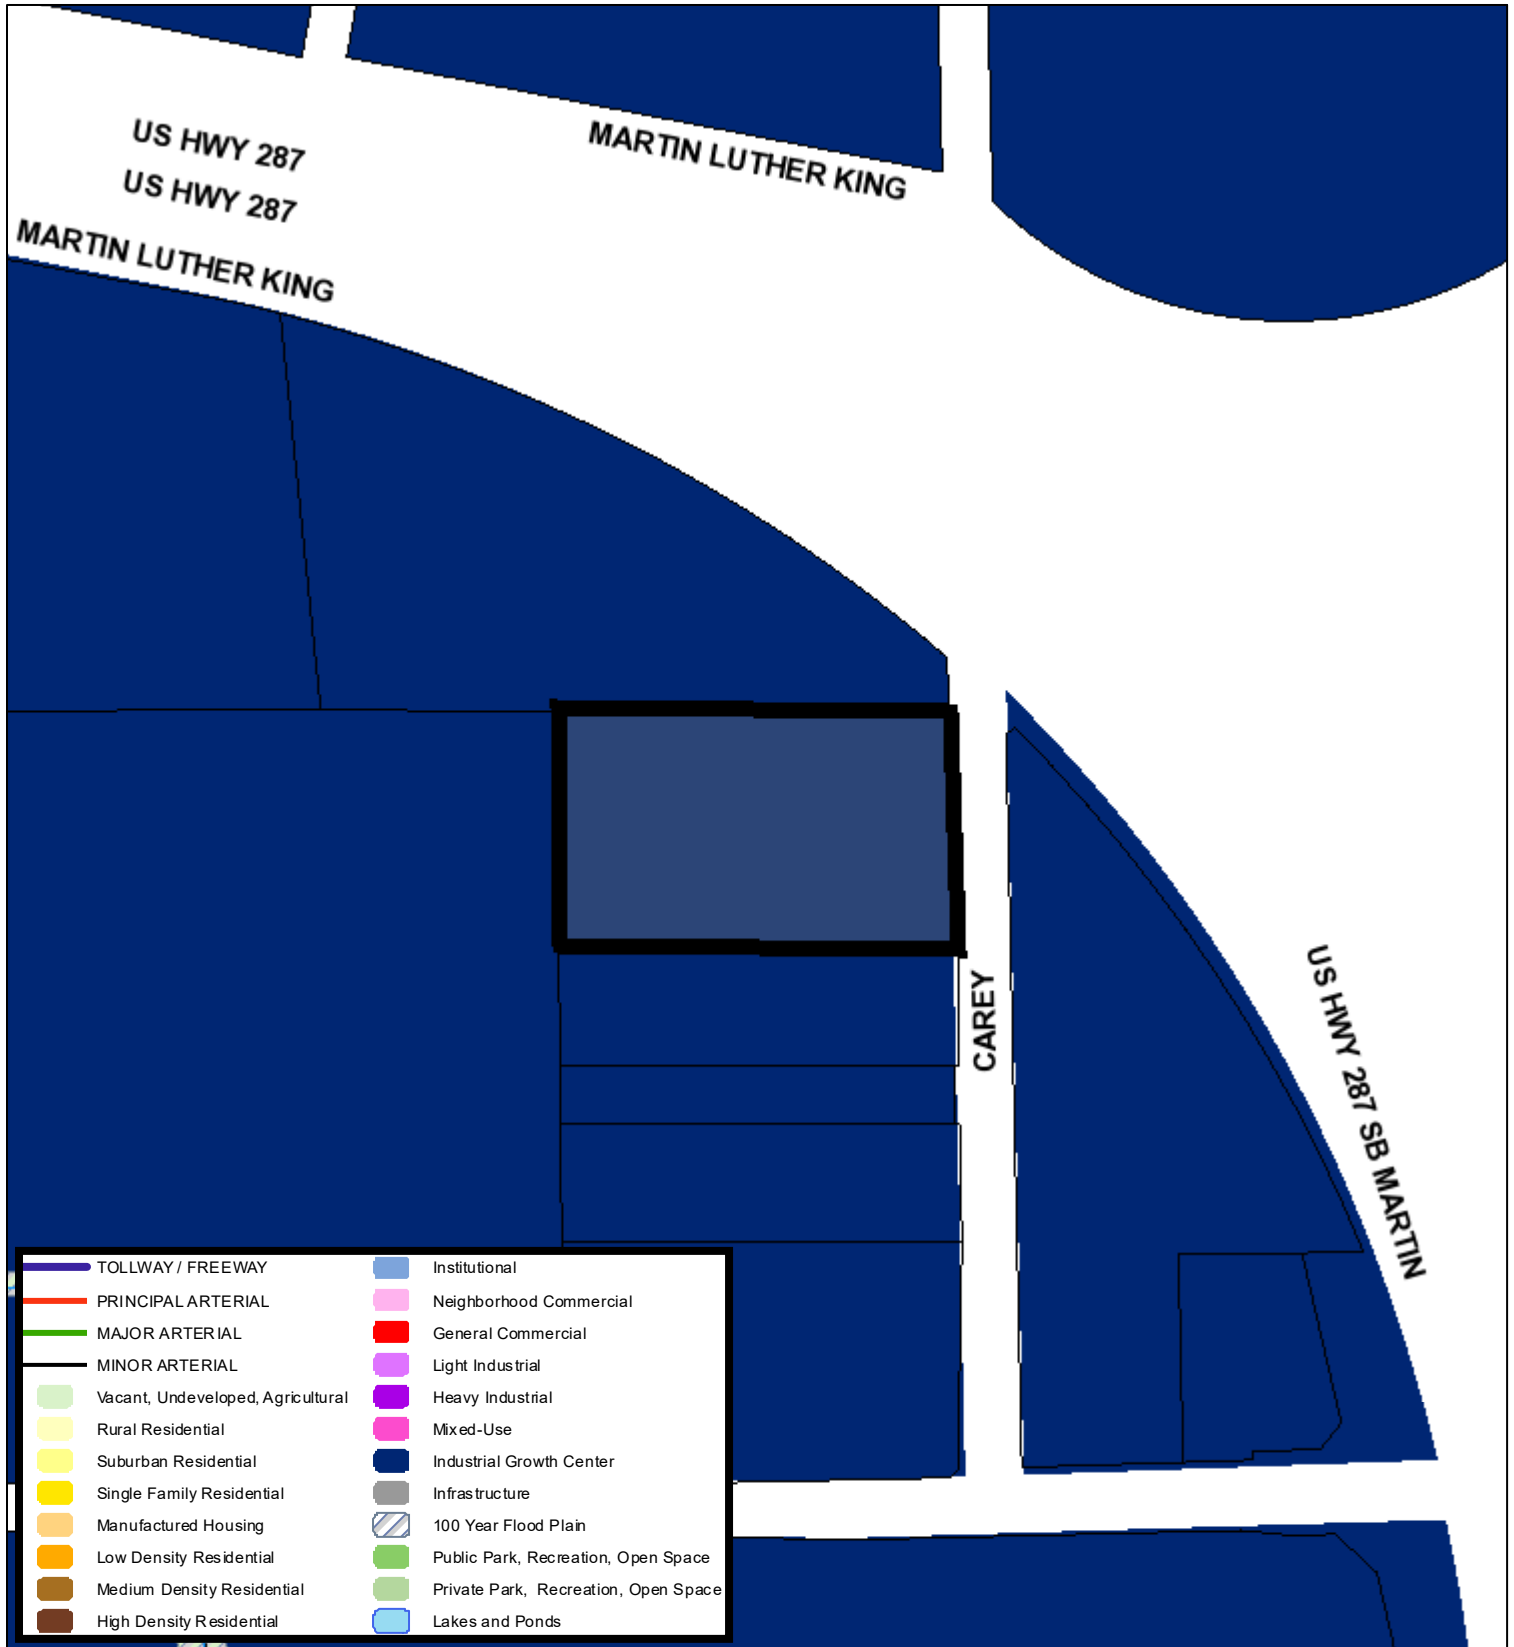 MARTIN LUTHER KING
US HWY 287
US HWY 287
MARTIN LUTHER KING
CAREY
US HWY 287 SB MARTIN
TOLLWAY / FREEWAY
PRINCIPAL ARTERIAL
MAJOR ARTERIAL
MINOR ARTERIAL
Vacant, Undeveloped, Agricultural
Rural Residential
Suburban Residential
Single Family Residential
Manufactured Housing
Low Density Residential
Medium Density Residential
High Density Residential
Institutional
Neighborhood Commercial
General Commercial
Light Industrial
Heavy Industrial
Mixed-Use
Industrial Growth Center
Infrastructure
100 Year Flood Plain
Public Park, Recreation, Open Space
Private Park, Recreation, Open Space
Lakes and Ponds